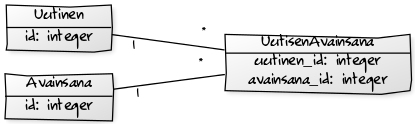 Uutinen
id: integer
1
*
UutisenAvainsana
uutinen_id: integer
avainsana_id: integer
*
Avainsana
id: integer
1